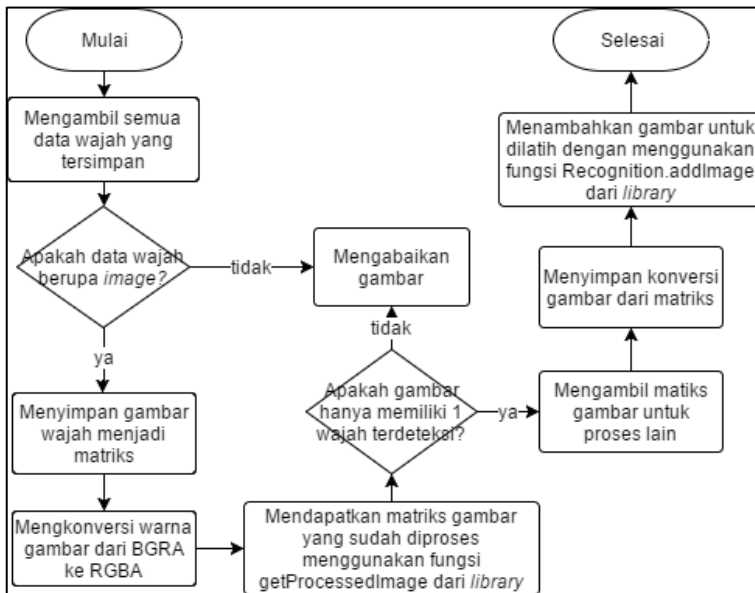 Mulai
Mengambil semua
data wajah yang
tersimpan
Apakah data wajah
berupa image?
tidak
ya
Menyimpan gambar
wajah menjadi
matriks
Mengkonversi warna
gambar dari BGRA
ke RGBA
Mendapatkan matriks gambar
yang sudah diproses
menggunakan fungsi
getProcessedImage dari library
Apakah gambar
hanya memiliki 1
wajah terdeteksi?
tidak
Mengabaikan
gambar
ya
Mengambil matiks
gambar untuk
proses lain
Menyimpan konversi
gambar dari matriks
Menambahkan gambar untuk
dilatih dengan menggunakan
fungsi Recognition.addImage
dari library
Selesai